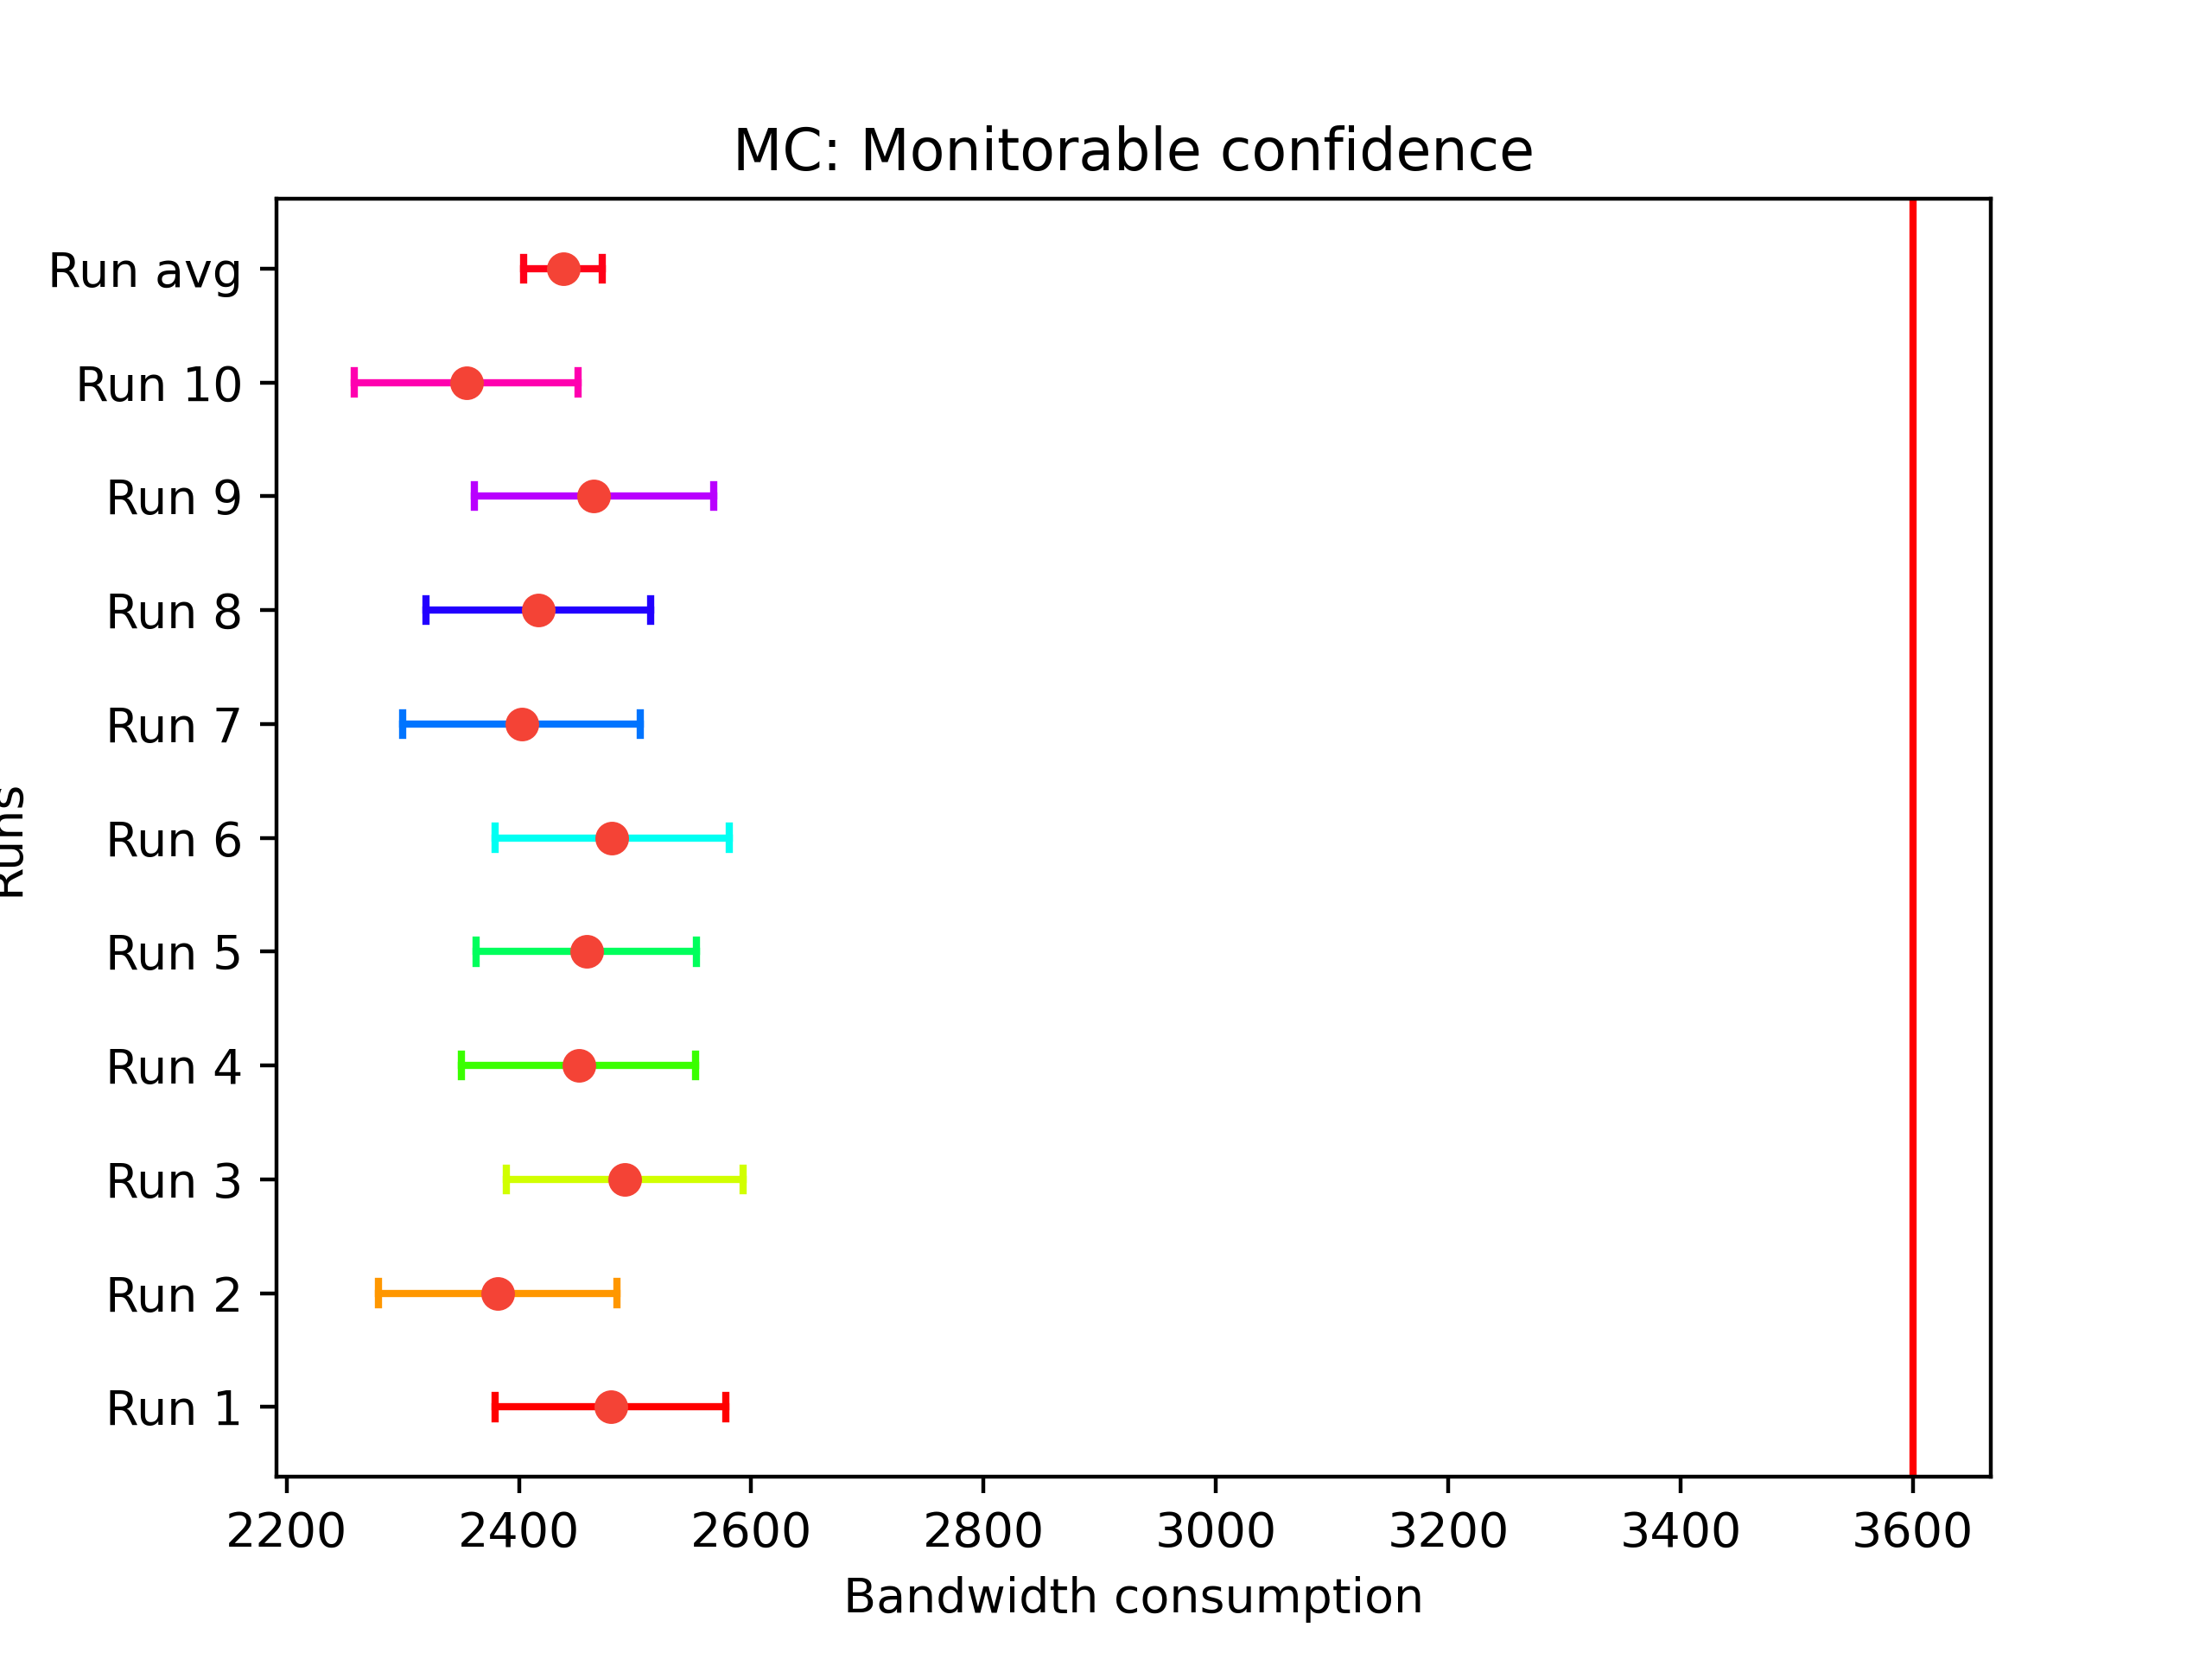 MC: Monitorable confidence
Run avg
Run 10
Run 9
Run 8
Run 7
Run 6
Run 5
Run 4
Run 3
Run 2
Run 1
Runs
2200 2400 2600 2800 3000 3200 3400 3600
Bandwidth consumption